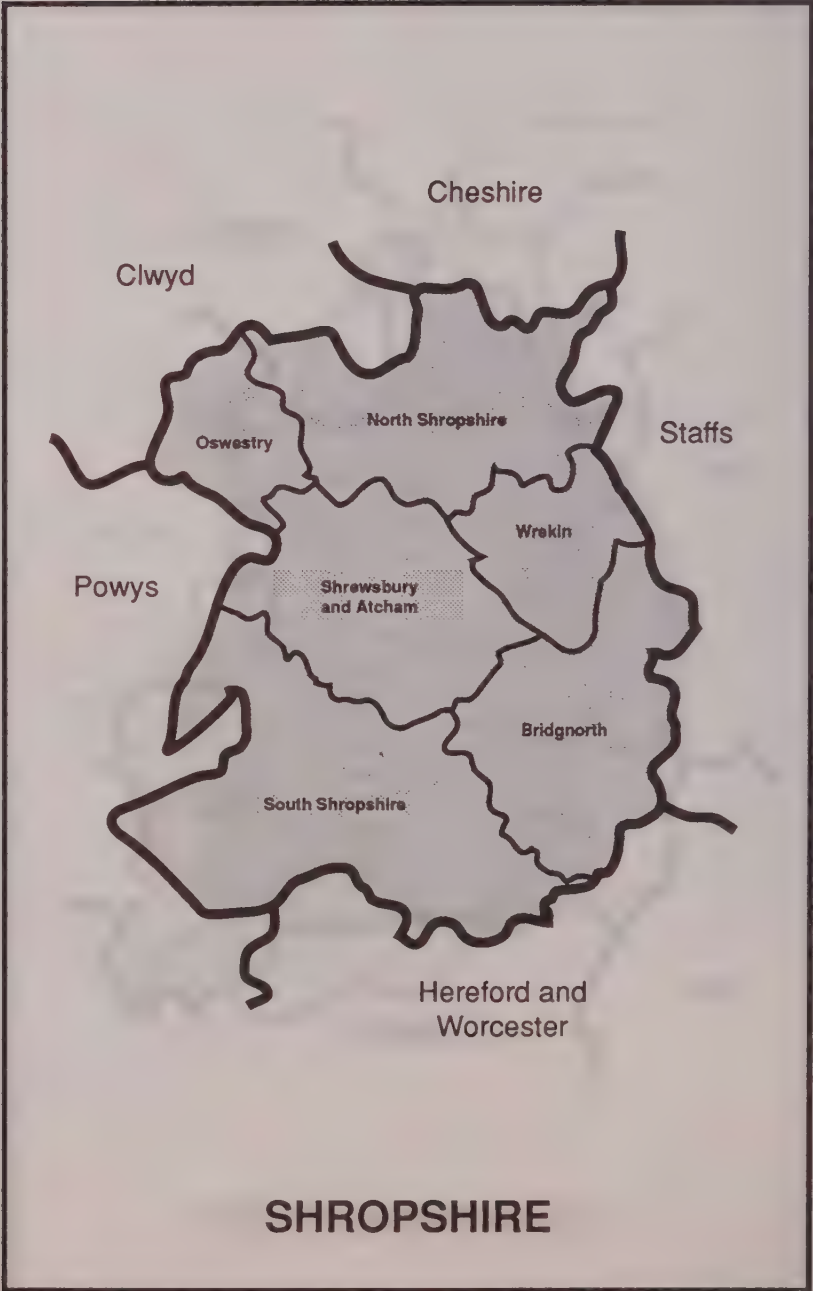 Cheshire
Clwyd
North Shropshire
Staffs
Oswestry
Wrekin
Powys
Shrewsbury
and Atcham
Bridgnorth
South Shropshire
Hereford and
Worcester
SHROPSHIRE